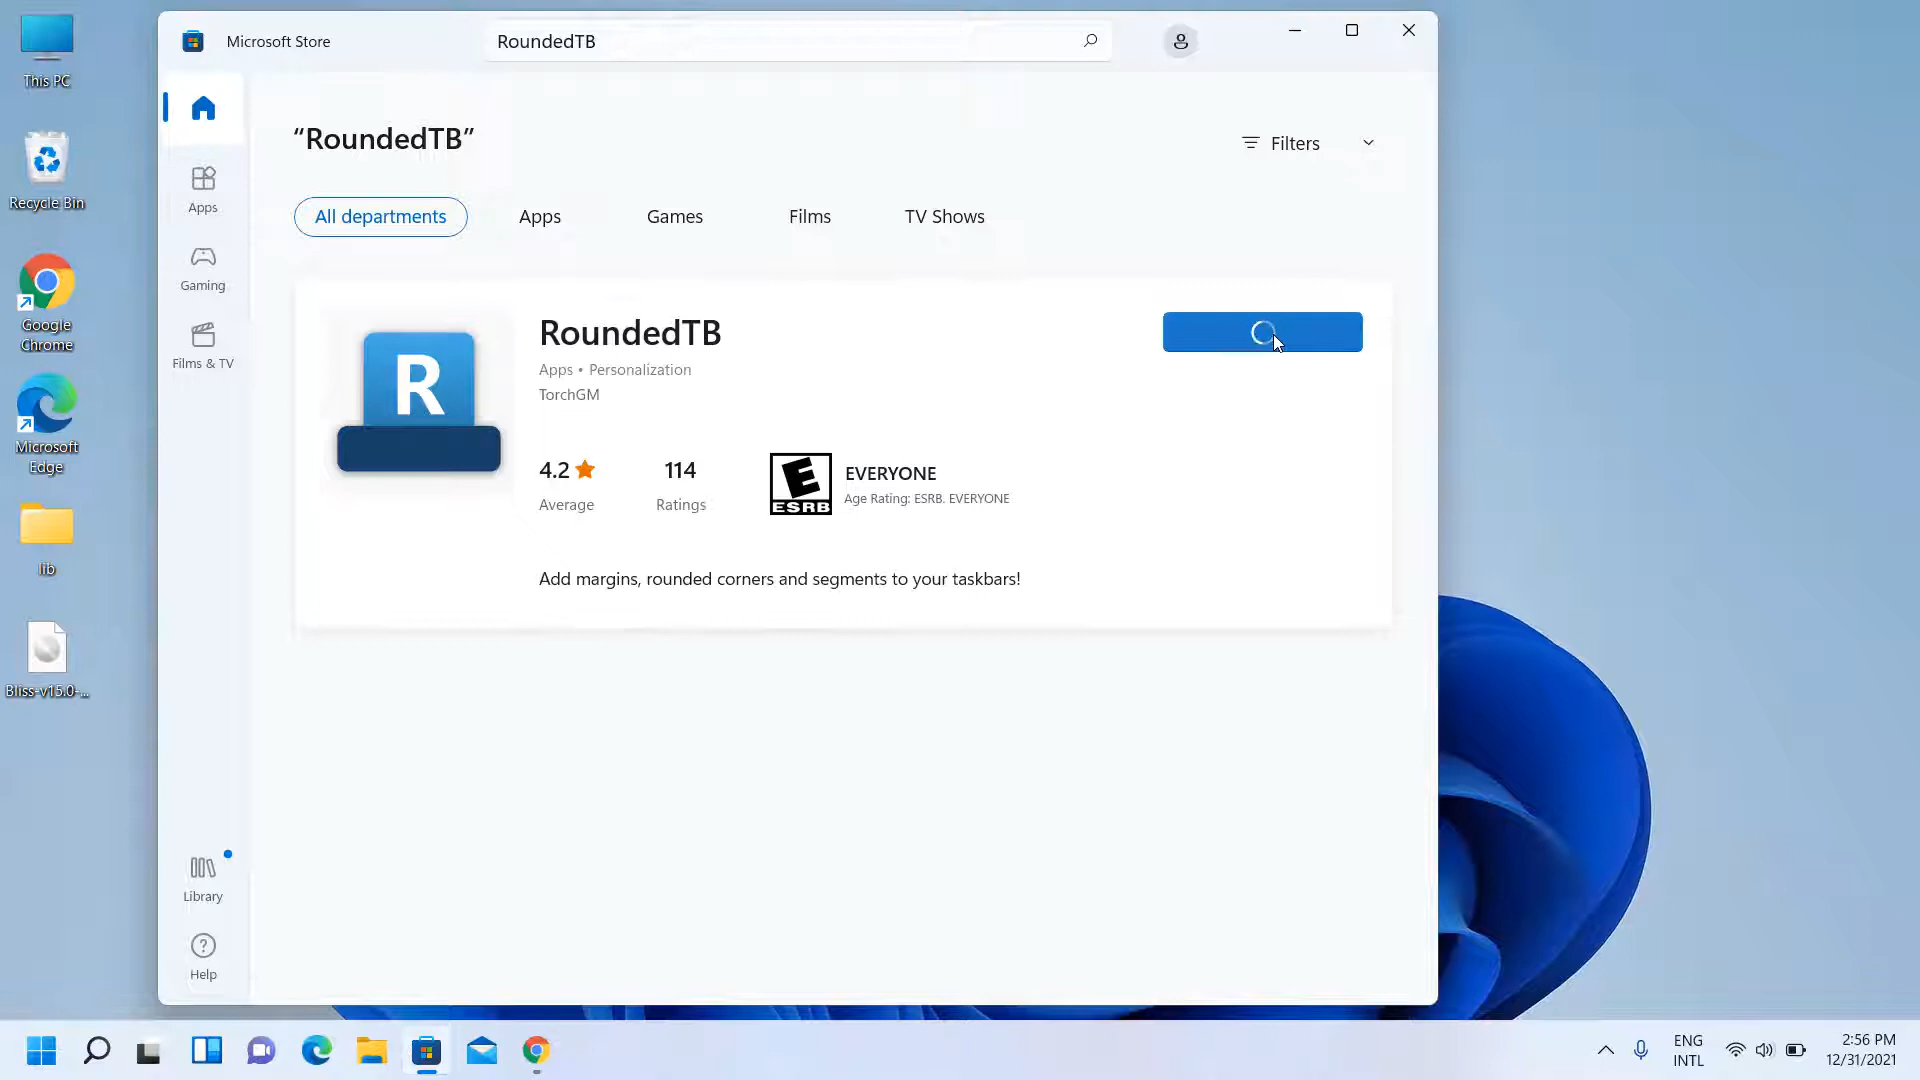 This PC
Recycle Bin
Google
Chrome
Microsoft
Edge
lib
Bliss-v15.0-...
Microsoft Store
RoundedTB
Apps
Gaming
Films & TV
Library
Help
“RoundedTB”
Filters
All departments
Apps
Games
Films
TV Shows
R
RoundedTB
Apps • Personalization
TorchGM
4.2
Average
114
Ratings
E
ESRB
EVERYONE
Age Rating: ESRB. EVERYONE
Add margins, rounded corners and segments to your taskbars!
ENG
INTL
2:56 PM
12/31/2021